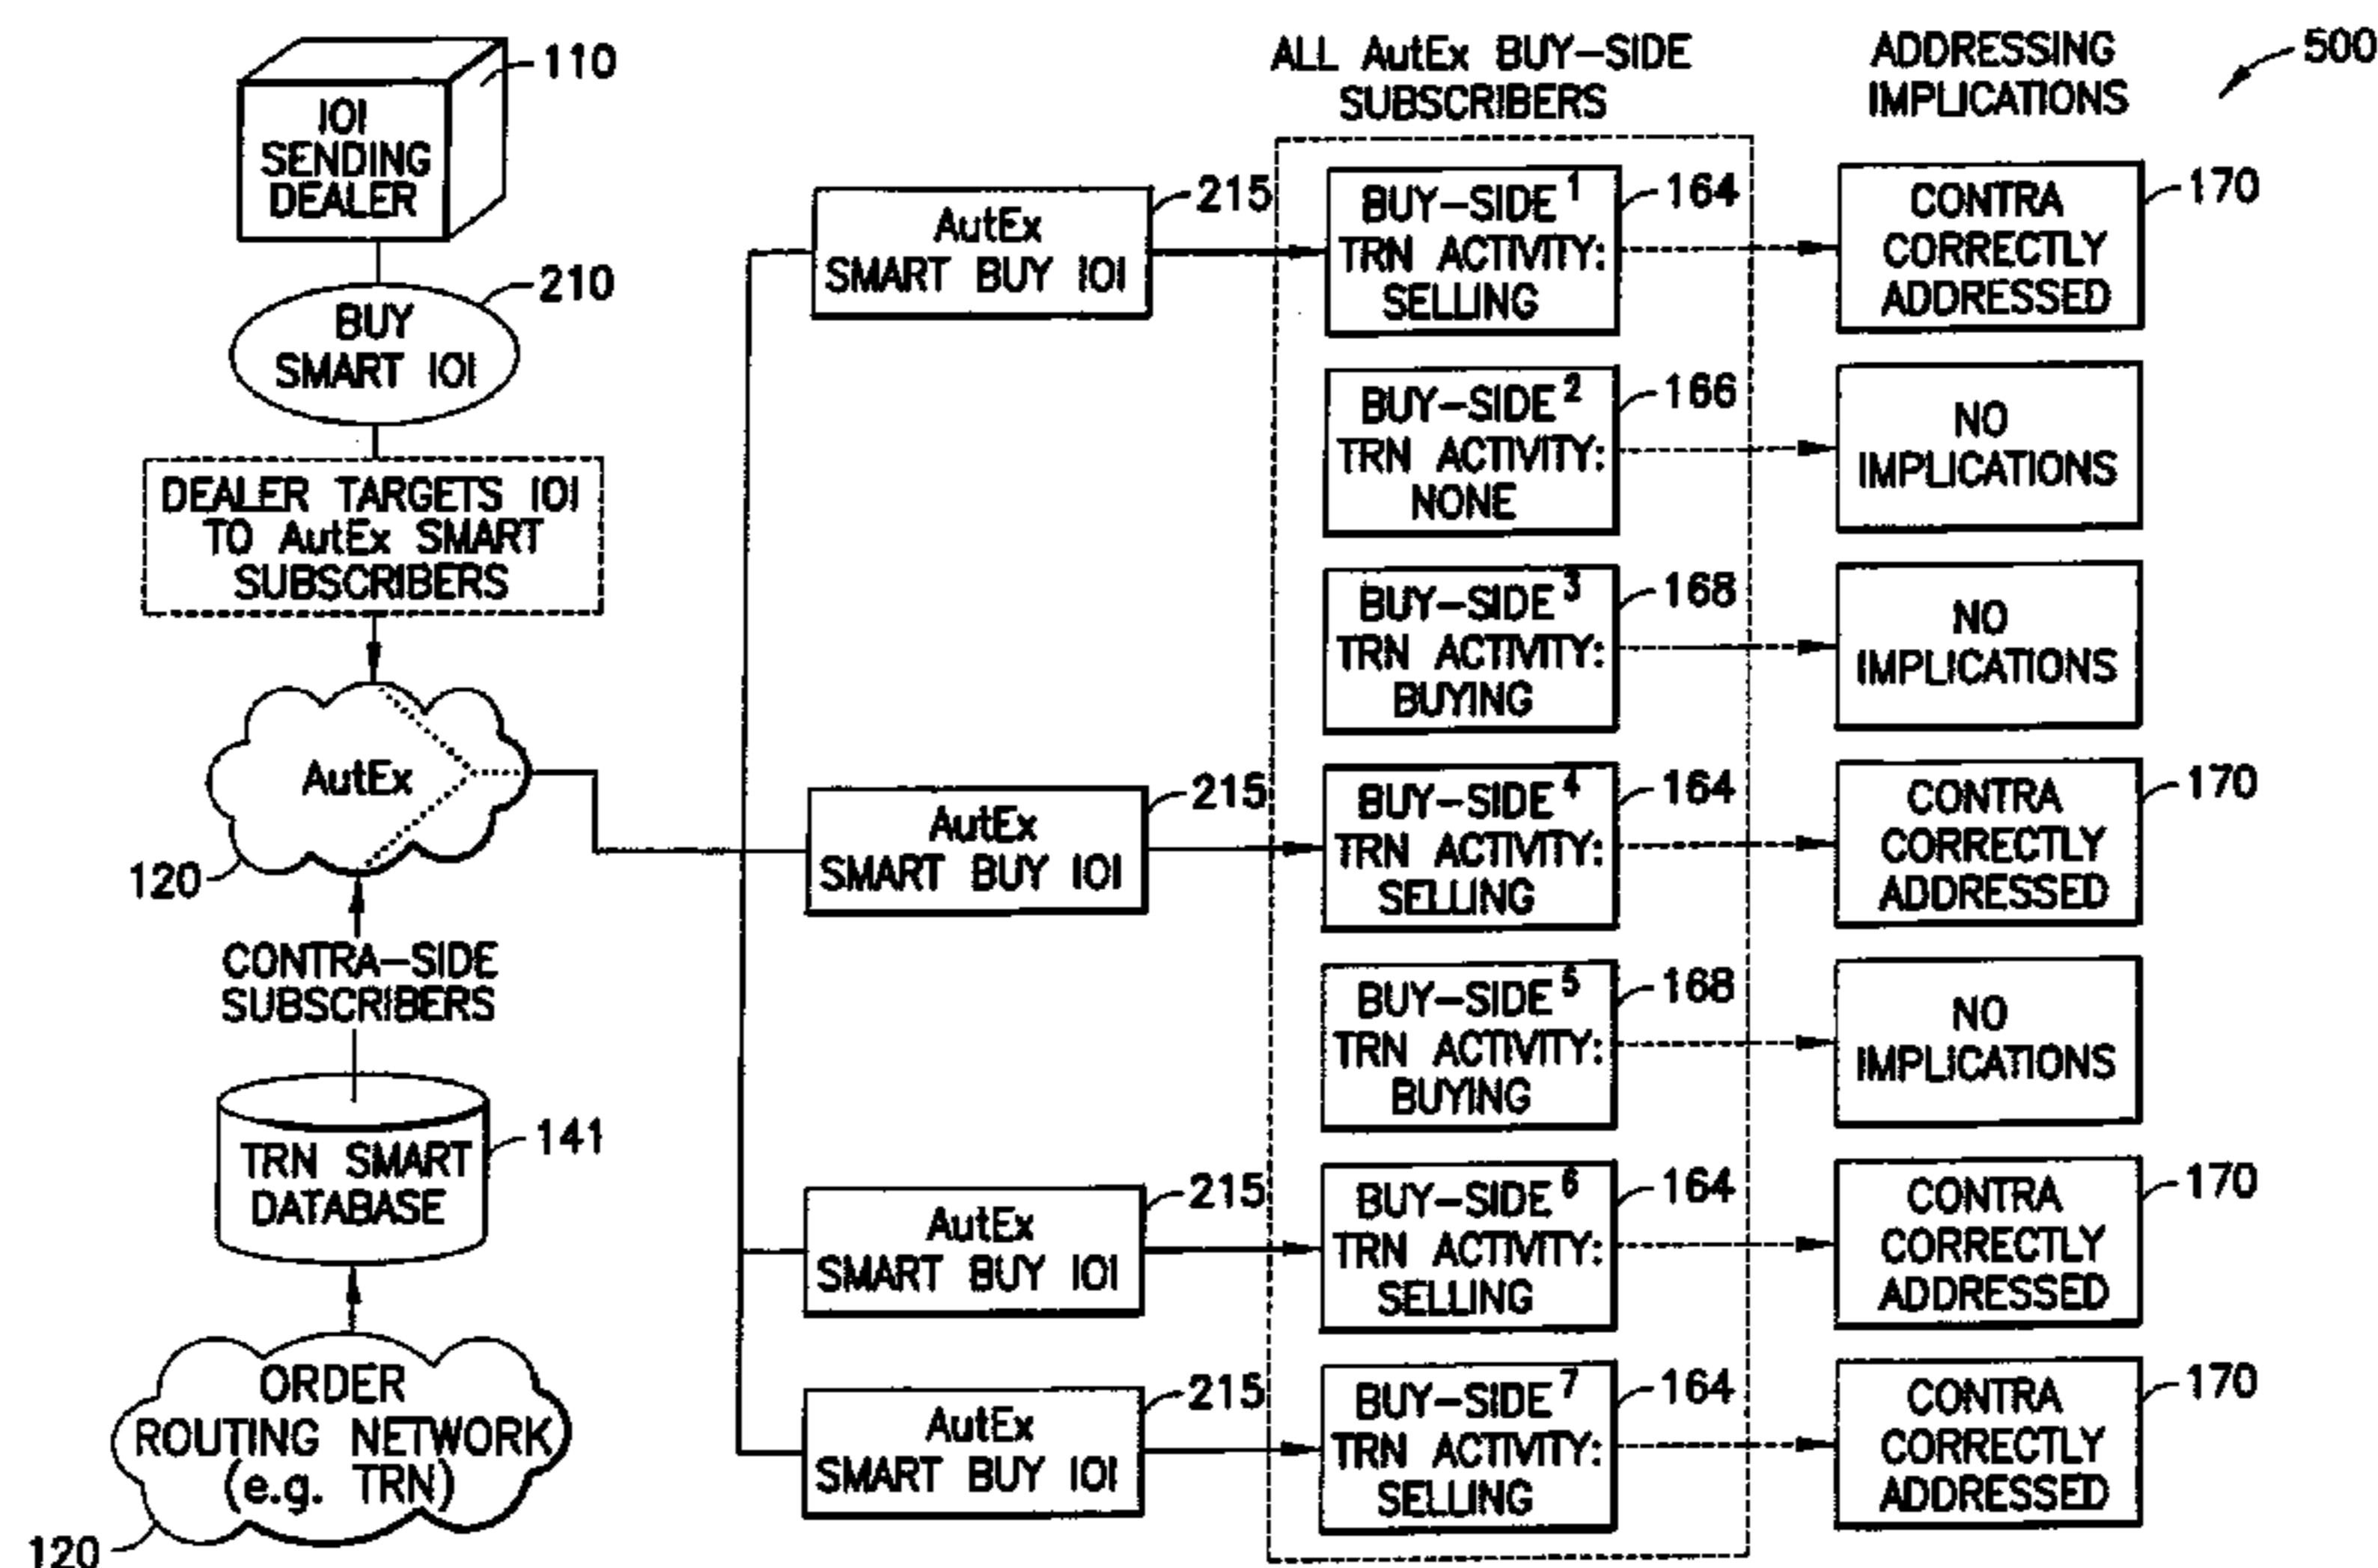 110
IOI
SENDING
DEALER
210
BUY
SMART IOI
DEALER TARGETS IOI
TO AutEx SMART
SUBSCRIBERS
AutEx
120
CONTRA-SIDE
SUBSCRIBERS
141
TRN SMART
DATABASE
ORDER
ROUTING NETWORK
(e.g. TRN)
120
215
AutEx
SMART BUY IOI
215
AutEx
SMART BUY IOI
215
AutEx
SMART BUY IOI
215
AutEx
SMART BUY IOI
ALL AutEx BUY-SIDE
SUBSCRIBERS
BUY-SIDE 1
TRN ACTIVITY:
SELLING
164
BUY-SIDE 2
TRN ACTIVITY:
NONE
166
BUY-SIDE 3
TRN ACTIVITY:
BUYING
168
BUY-SIDE 4
TRN ACTIVITY:
SELLING
164
BUY-SIDE 5
TRN ACTIVITY:
BUYING
168
BUY-SIDE 6
TRN ACTIVITY:
SELLING
164
BUY-SIDE 7
TRN ACTIVITY:
SELLING
164
ADDRESSING
IMPLICATIONS
500
CONTRA
CORRECTLY
ADDRESSED
170
NO
IMPLICATIONS
NO
IMPLICATIONS
CONTRA
CORRECTLY
ADDRESSED
170
NO
IMPLICATIONS
CONTRA
CORRECTLY
ADDRESSED
170
CONTRA
CORRECTLY
ADDRESSED
170